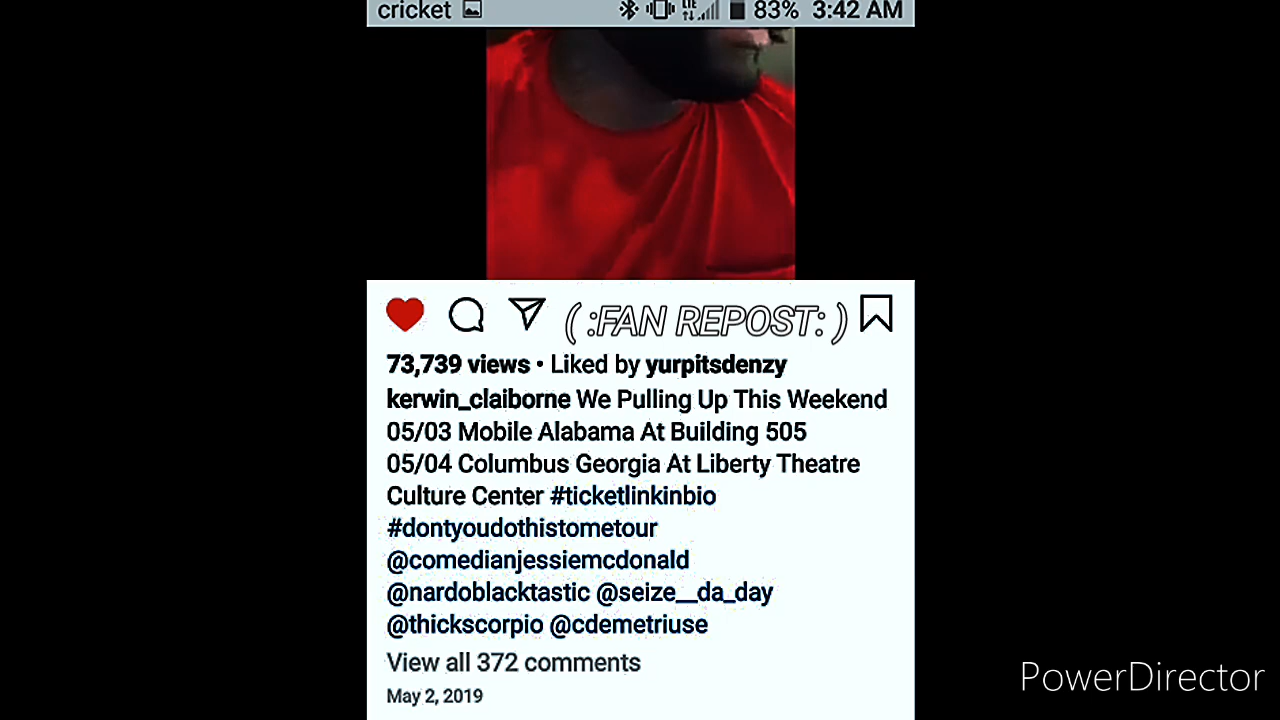 cricket LTE 83% 3:42 AM
( :FAN REPOST: )
73,739 views • Liked by yurpitsdenzy
kerwin_claiborne We Pulling Up This Weekend
05/03 Mobile Alabama At Building 505
05/04 Columbus Georgia At Liberty Theatre
Culture Center #ticketlinkinbio
#dontyoudothistometour
@comedianjessiemcdonald
@nardoblacktastic @seize__da_day
@thickscorpio @cdemetriuse
View all 372 comments
May 2, 2019
PowerDirector